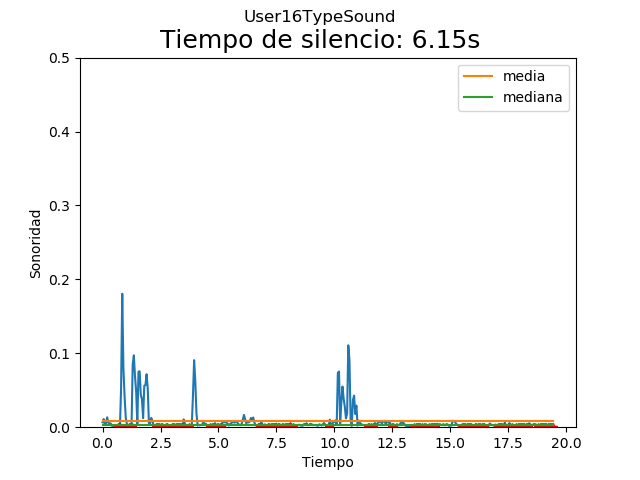 User16TypeSound
Tiempo de silencio: 6.15s
media
mediana
0.5
0.4
0.3
0.2
0.1
0.0
Sonoridad
0.0 2.5 5.0 7.5 10.0 12.5 15.0 17.5 20.0
Tiempo